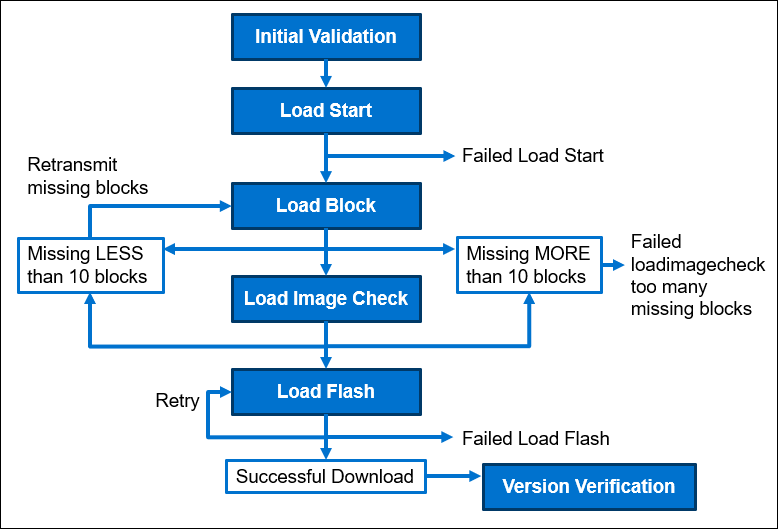 Initial Validation
Load Start
Failed Load Start
Retransmit
missing blocks
Load Block
Missing LESS
than 10 blocks
Missing MORE
than 10 blocks
Failed
loadimagecheck
too many
missing blocks
Load Image Check
Load Flash
Retry
Failed Load Flash
Successful Download
Version Verification